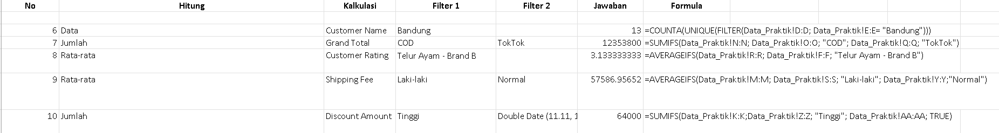 No Hitung Kalkulasi Filter 1 Filter 2 Jawaban Formula
6 Data Customer Name Bandung 13 =COUNTA(UNIQUE(FILTER(Data_Praktik!D:D; Data_Praktik!E:E= "Bandung")))
7 Jumlah Grand Total COD TokTok 12353800 =SUMIFS(Data_Praktik!N:N; Data_Praktik!O:O; "COD"; Data_Praktik!Q:Q; "TokTok")
8 Rata-rata Customer Rating Telur Ayam - Brand B 3.133333333 =AVERAGEIFS(Data_Praktik!R:R; Data_Praktik!F:F; "Telur Ayam - Brand B")
9 Rata-rata Shipping Fee Laki-laki Normal 57586.95652 =AVERAGEIFS(Data_Praktik!M:M; Data_Praktik!S:S; "Laki-laki"; Data_Praktik!Y:Y;"Normal")
10 Jumlah Discount Amount Tinggi Double Date (11.11, 1 64000 =SUMIFS(Data_Praktik!K:K;Data_Praktik!Z:Z; "Tinggi"; Data_Praktik!AA:AA; TRUE)